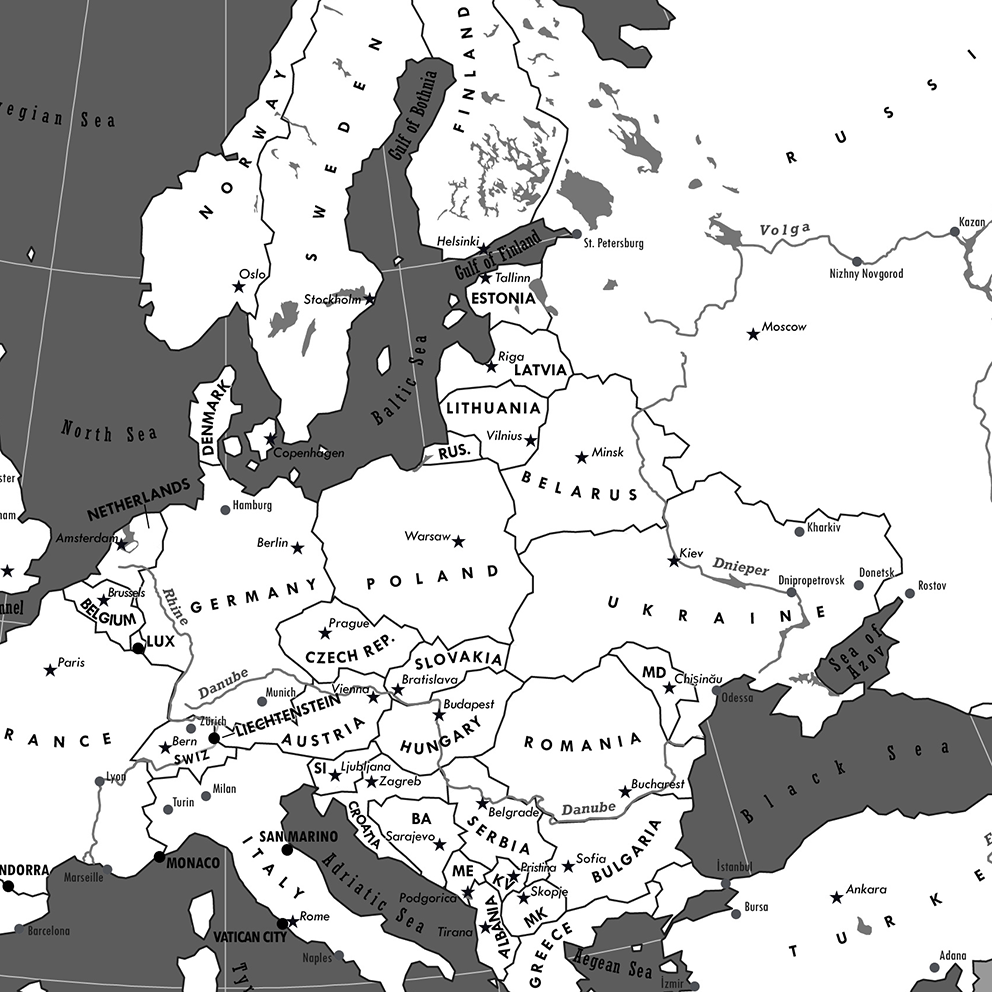 FINLAND
SWEDEN
NORWAY
Gulf of Bothnia
egian Sea
RUSSI
Volga
Kazan
Nizhny Novgorod
St. Petersburg
Helsinki
Gulf of Finland
Tallinn
ESTONIA
Oslo
Stockholm
Moscow
Riga
LATVIA
Baltic Sea
LITHUANIA
Vilnius
DENMARK
North Sea
Copenhagen
RUS.
Minsk
BELARUS
ster
am
NETHERLANDS
Amsterdam
Hamburg
Berlin
Warsaw
POLAND
GERMANY
Rhine
Kharkiv
Kiev
Dnieper
Dnipropetrovsk
Donetsk
Rostov
UKRAINE
Sea of
Azov
nnel
Brussels
BELGIUM
LUX
Paris
Prague
CZECH REP.
SLOVAKIA
Bratislava
Vienna
Danube
Munich
MD
Chişinău
Odessa
Zürich
LIECHTENSTEIN
Bern
SWIZ
AUSTRIA
Budapest
HUNGARY
ROMANIA
Bucharest
Danube
RANCE
Lyon
Milan
Turin
SI
Ljubljana
Zagreb
CROATIA
BA
Sarajevo
Belgrade
SERBIA
BULGARIA
Sofia
Black Sea
NDORRA
Marseille
MONACO
SAN MARINO
ITALY
Adriatic Sea
ME
Podgorica
KV
Pristina
Skopje
MK
Tirana
ALBANIA
GREECE
Aegean Sea
İstanbul
Bursa
Ankara
TURKE
Adana
İzmir
Barcelona
Rome
VATICAN CITY
Naples
Ty